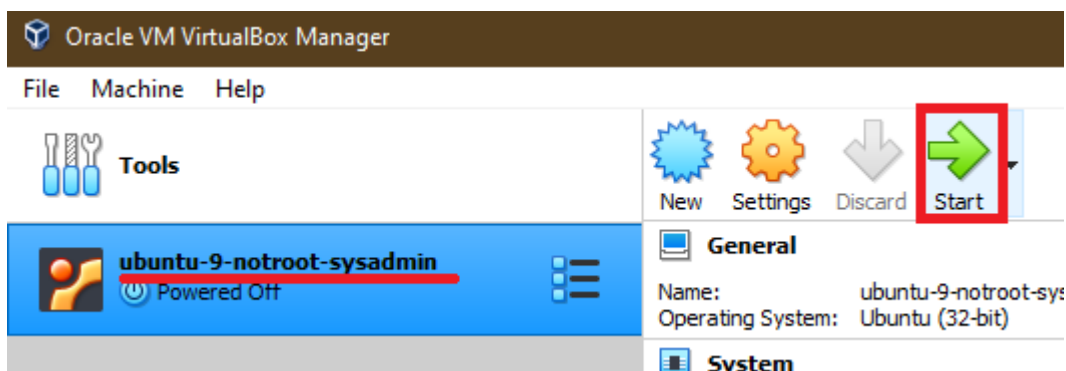 Oracle VM VirtualBox Manager
File Machine Help
Tools
New Settings Discard Start
ubuntu-9-notroot-sysadmin
Powered Off
General
Name: ubuntu-9-notroot-sys
Operating System: Ubuntu (32-bit)
System